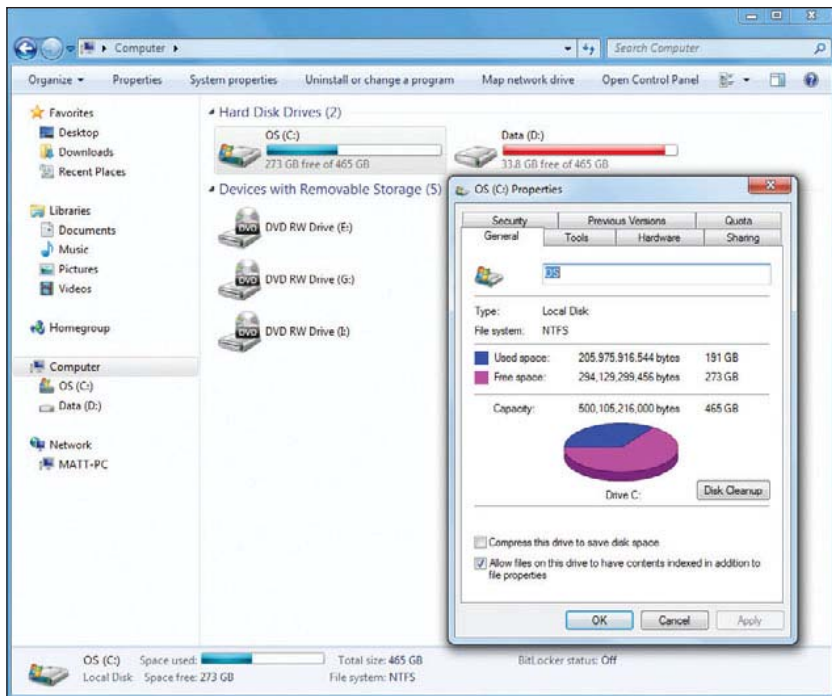 Computer
Search Computer
Organize
Properties
System properties
Uninstall or change a program
Map network drive
Open Control Panel
Favorites
Desktop
Downloads
Recent Places
Libraries
Documents
Music
Pictures
Videos
Homegroup
Computer
OS (C:)
Data (D:)
Network
MATT-PC
Hard Disk Drives (2)
OS (C:)
273 GB free of 465 GB
Data (D:)
33.8 GB free of 465 GB
Devices with Removable Storage (5)
DVD
DVD RW Drive (E:)
DVD
DVD RW Drive (G:)
DVD
DVD RW Drive (I:)
OS (C:) Properties
Security Previous Versions Quota
General Tools Hardware Sharing
OS
Type: Local Disk
File system: NTFS
Used space: 205,975,916,544 bytes 191 GB
Free space: 294,129,299,456 bytes 273 GB
Capacity: 500,105,216,000 bytes 465 GB
Drive C:
Disk Cleanup
Compress this drive to save disk space
Allow files on this drive to have contents indexed in addition to
file properties
OK Cancel Apply
OS (C:) Space used: Total size: 465 GB BitLocker status: Off
Local Disk Space free: 273 GB File system: NTFS